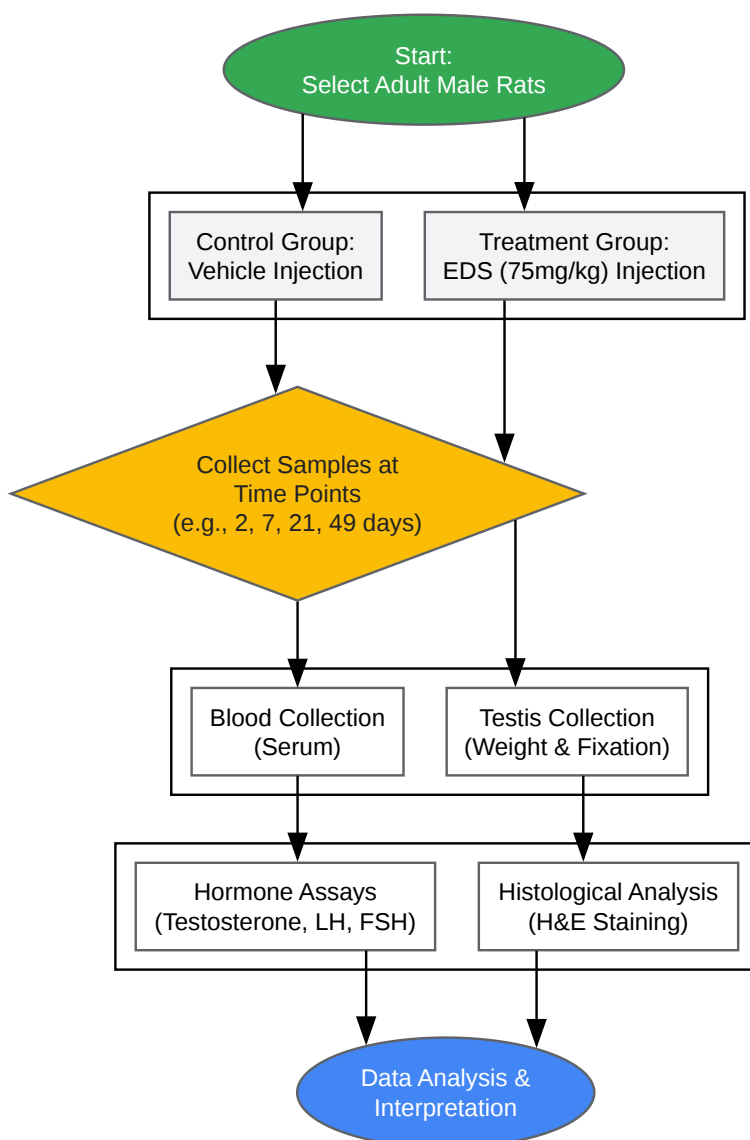 Start:
Select Adult Male Rats
Control Group:
Vehicle Injection
Treatment Group:
EDS (75mg/kg) Injection
Collect Samples at
Time Points
(e.g., 2, 7, 21, 49 days)
Blood Collection
(Serum)
Testis Collection
(Weight & Fixation)
Hormone Assays
(Testosterone, LH, FSH)
Histological Analysis
(H&E Staining)
Data Analysis &
Interpretation